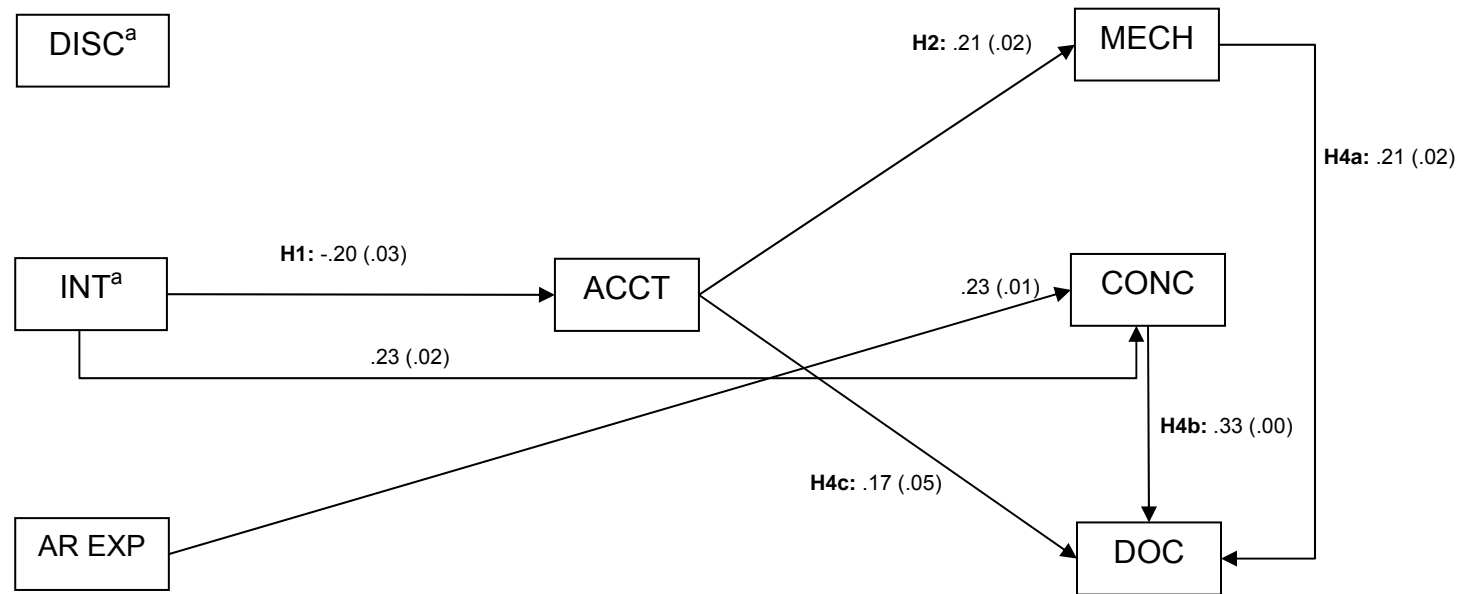 DISCa
H2: .21 (.02)
MECH
H4a: .21 (.02)
H1: -.20 (.03)
INTa
ACCT
.23 (.01)
CONC
.23 (.02)
H4b: .33 (.00)
H4c: .17 (.05)
AR EXP
DOC